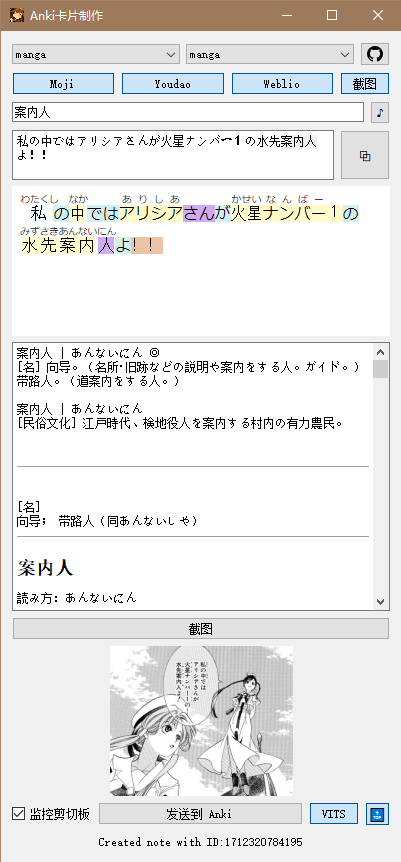 Anki卡片制作
manga manga
Moji Youdao Weblio 截图
案内人 ♪
私の中ではアリシアさんが火星ナンバー１の水先案内人
よ！！
わたくし なか ありしあ かせい なんばー
私の中ではアリシアさんが火星ナンバー１の
みずさきあんないにん
水先案内人よ！！
案内人 | あんないにん ◎
[名] 向导。（名所·旧跡などの説明や案内をする人。ガイド。）
帯路人。（道案内をする人。）
案内人 | あんないにん
[民俗文化] 江戸時代、検地役人を案内する村内の有力農民。
[名]
向导； 帯路人（同あんないしゃ）
案内人
読み方：あんないにん
截图
私の中では
アリシアさんが
火星ナンバー1の
水先案内人よ！！
监控剪切板 发送到 Anki VITS TOP
Created note with ID:1712320784195